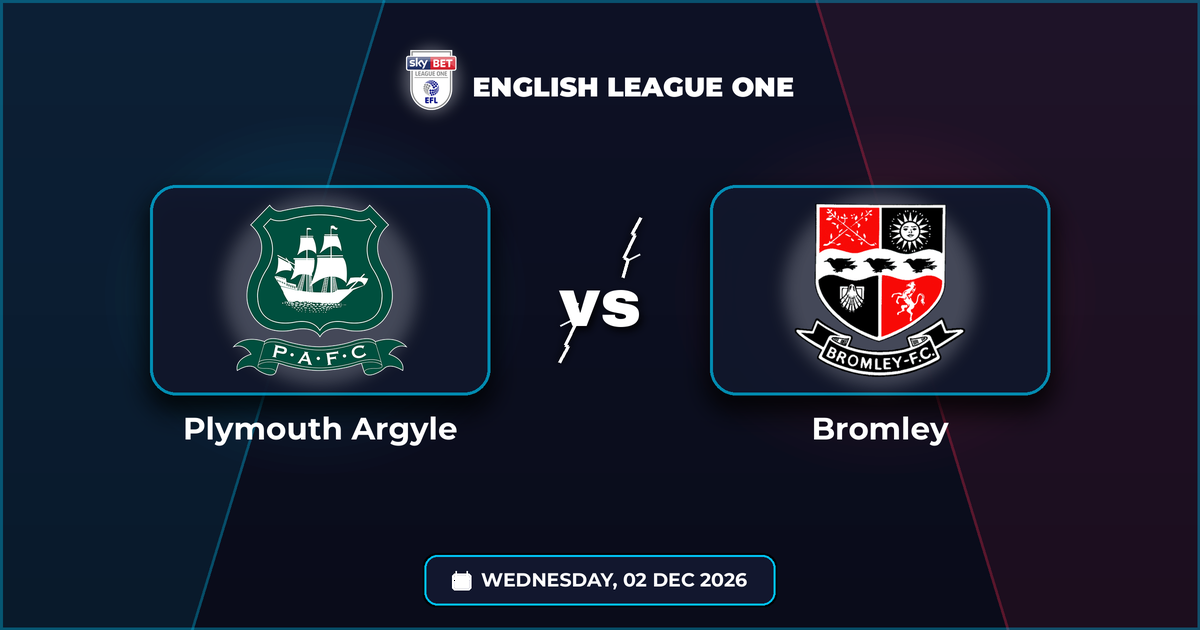 sky BET
LEAGUE ONE
EFL
ENGLISH LEAGUE ONE
P·A·F·C
VS
BROMLEY-F.C.
Plymouth Argyle
Bromley
WEDNESDAY, 02 DEC 2026